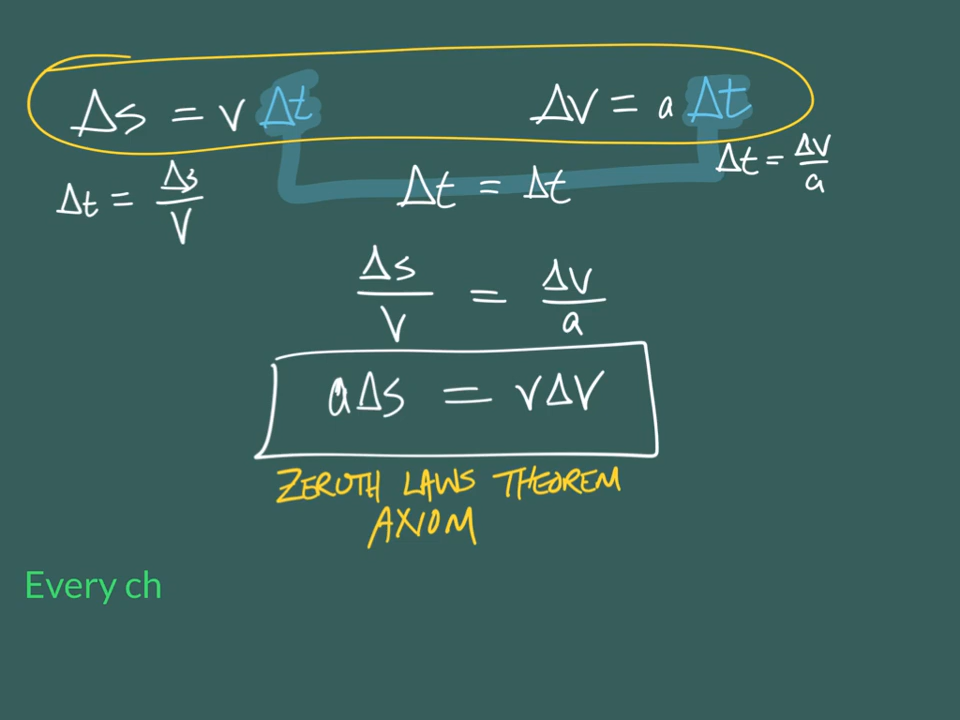 Δs = v Δt
Δv = a Δt
Δt = Δs/v
Δt = Δt
Δt = Δv/a
Δs/v = Δv/a
aΔs = vΔv
ZEROTH LAWS THEOREM
AXIOM
Every ch